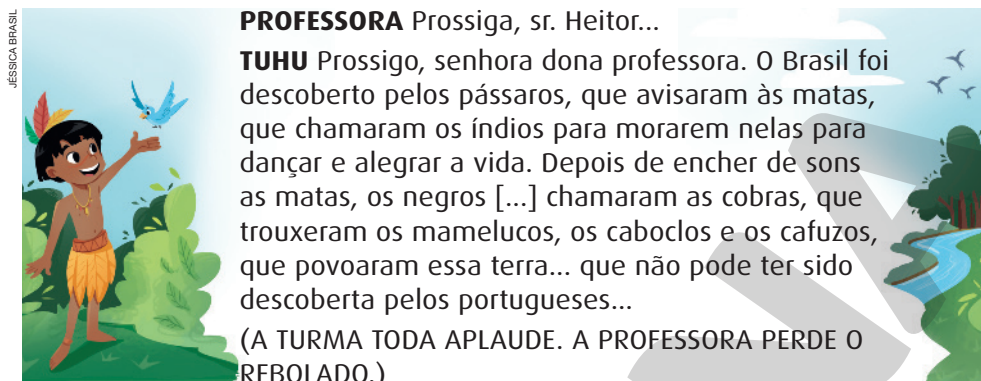 JÉSSICA BRASIL
PROFESSORA Prossiga, sr. Heitor...
TUHU Prossigo, senhora dona professora. O Brasil foi
descoberto pelos pássaros, que avisaram às matas,
que chamaram os índios para morarem nelas para
dançar e alegrar a vida. Depois de encher de sons
as matas, os negros [...] chamaram as cobras, que
trouxeram os mamelucos, os caboclos e os cafuzos,
que povoaram essa terra... que não pode ter sido
descoberta pelos portugueses...
(A TURMA TODA APLAUDE. A PROFESSORA PERDE O
REBOLADO.)